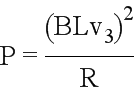 P = (BLv₃)² / R